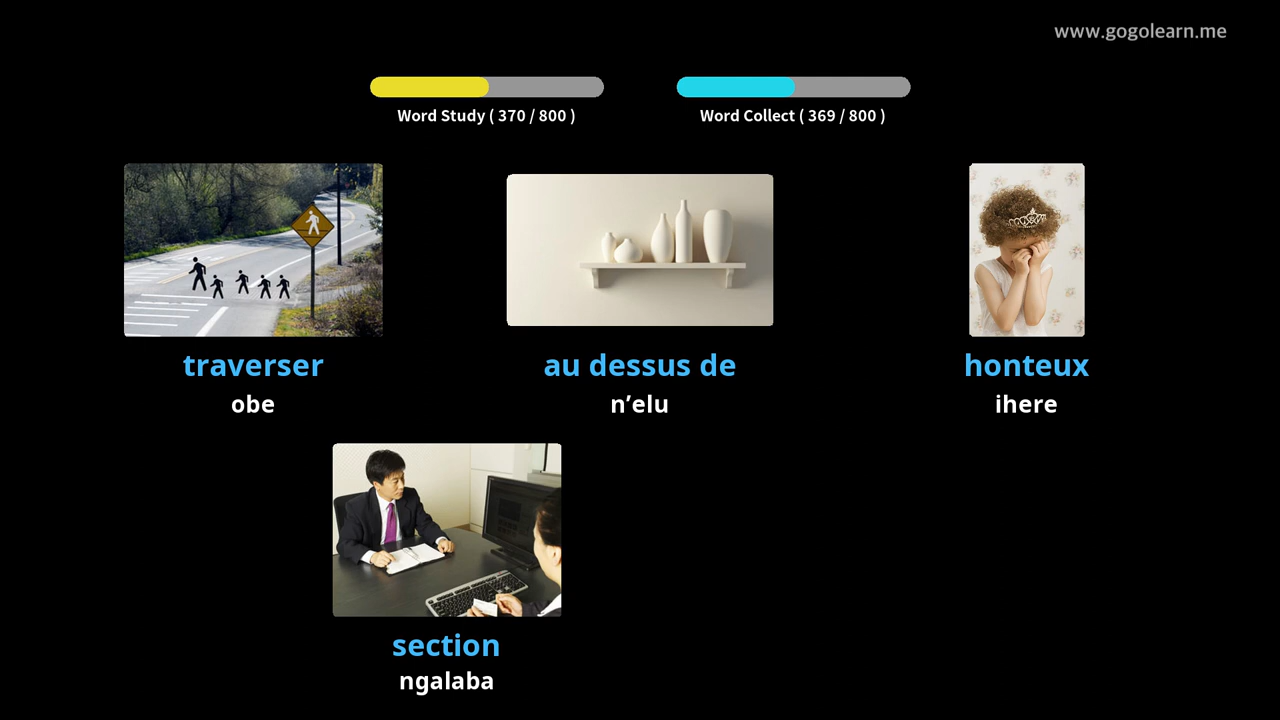 www.gogolearn.me
Word Study ( 370 / 800 )
Word Collect ( 369 / 800 )
traverser
obe
au dessus de
n’elu
honteux
ihere
section
ngalaba